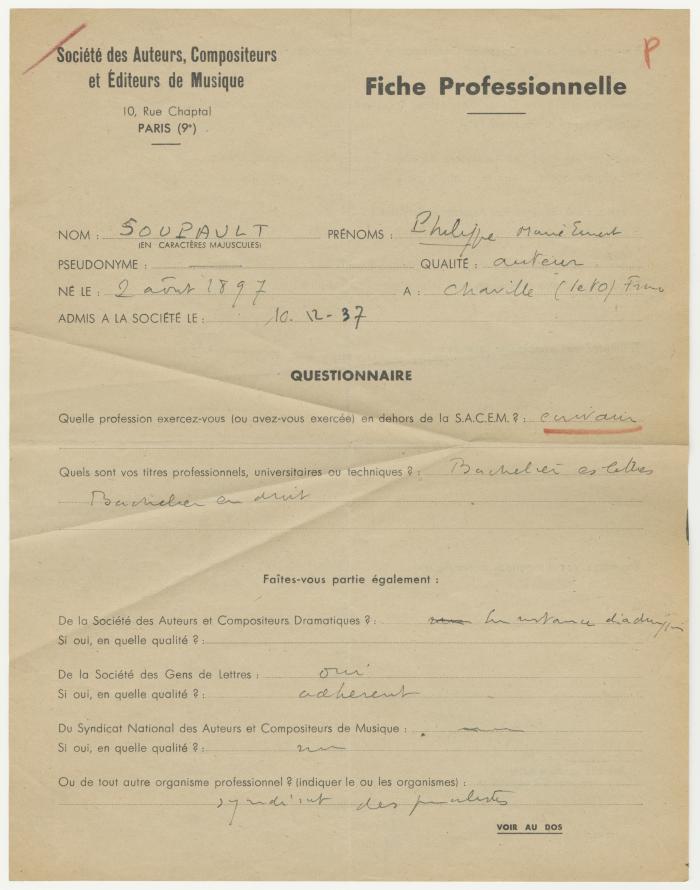 Société des Auteurs, Compositeurs
et Éditeurs de Musique
10, Rue Chaptal
PARIS (9e)
Fiche Professionnelle
P
NOM : SOUPAULT PRÉNOMS : Philippe Marie Ernest
(EN CARACTÈRES MAJUSCULES)
PSEUDONYME : QUALITÉ : auteur
NÉ LE : 2 août 1897 A : Chaville (S et O)
ADMIS A LA SOCIÉTÉ LE : 10-12-37
QUESTIONNAIRE
Quelle profession exercez-vous (ou avez-vous exercée) en dehors de la S.A.C.E.M. ? : écrivain
Quels sont vos titres professionnels, universitaires ou techniques ? : Bachelier es lettres
Bachelier en droit
Faîtes-vous partie également :
De la Société des Auteurs et Compositeurs Dramatiques ? : En instance d'admission
Si oui, en quelle qualité ? :
De la Société des Gens de Lettres : oui
Si oui, en quelle qualité ? : adhérent
Du Syndicat National des Auteurs et Compositeurs de Musique : non
Si oui, en quelle qualité ? : non
Ou de tout autre organisme professionnel ? (indiquer le ou les organismes) :
syndicat des journalistes
VOIR AU DOS